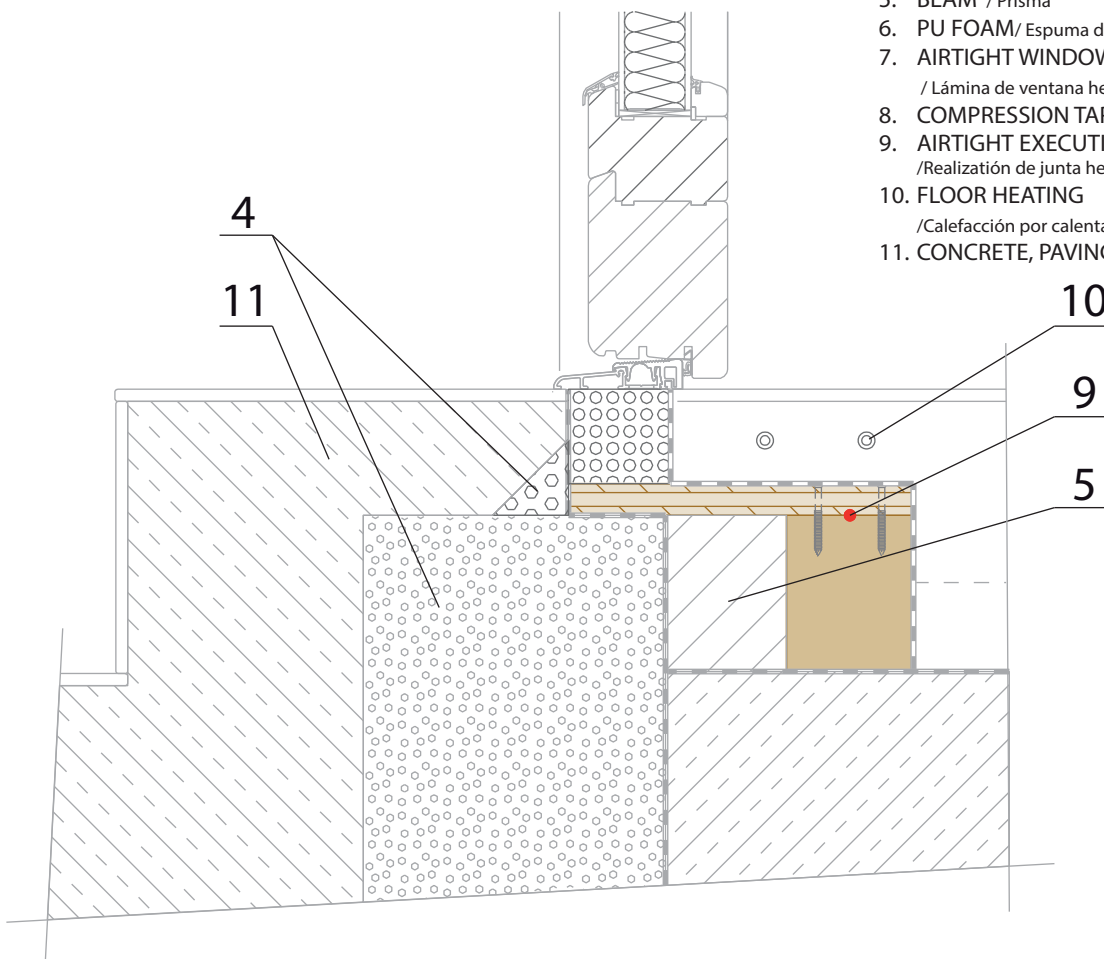 5. BEAM / Prisma
6. PU FOAM/ Espuma d
7. AIRTIGHT WINDOW
/ Lámina de ventana he
8. COMPRESSION TAP
9. AIRTIGHT EXECUTE
/Realizatión de junta he
10. FLOOR HEATING
/Calefacción por calenta
11. CONCRETE, PAVING
4
11
10
9
5